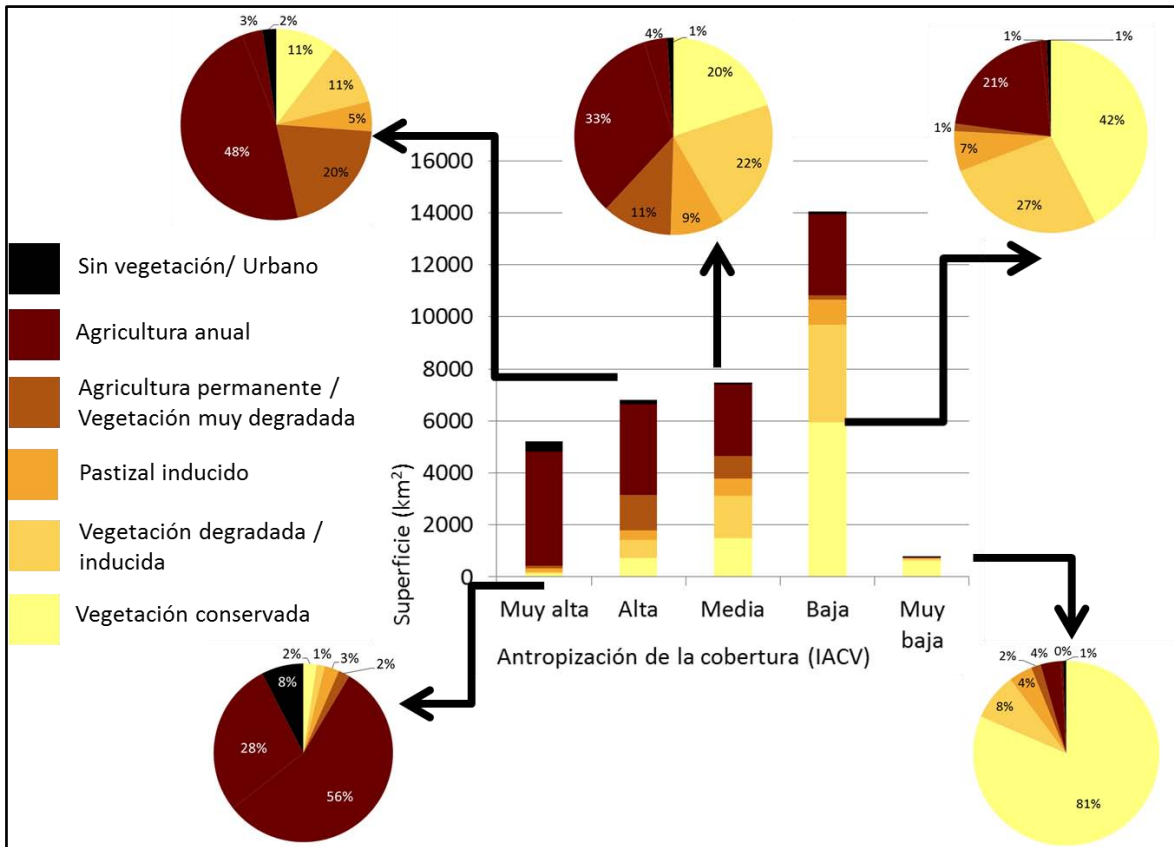 3%
2%
11%
11%
5%
20%
48%
4%
1%
20%
22%
9%
11%
33%
1%
1%
42%
27%
7%
1%
21%
Sin vegetación/ Urbano
Agricultura anual
Agricultura permanente /
Vegetación muy degradada
Pastizal inducido
Vegetación degradada /
inducida
Vegetación conservada
Superficie (km²)
16000
14000
12000
10000
8000
6000
4000
2000
0
Muy alta
Alta
Media
Baja
Muy
baja
Antropización de la cobertura (IACV)
2%
1%
3%
2%
8%
28%
56%
2%
4%
0%
1%
4%
8%
81%